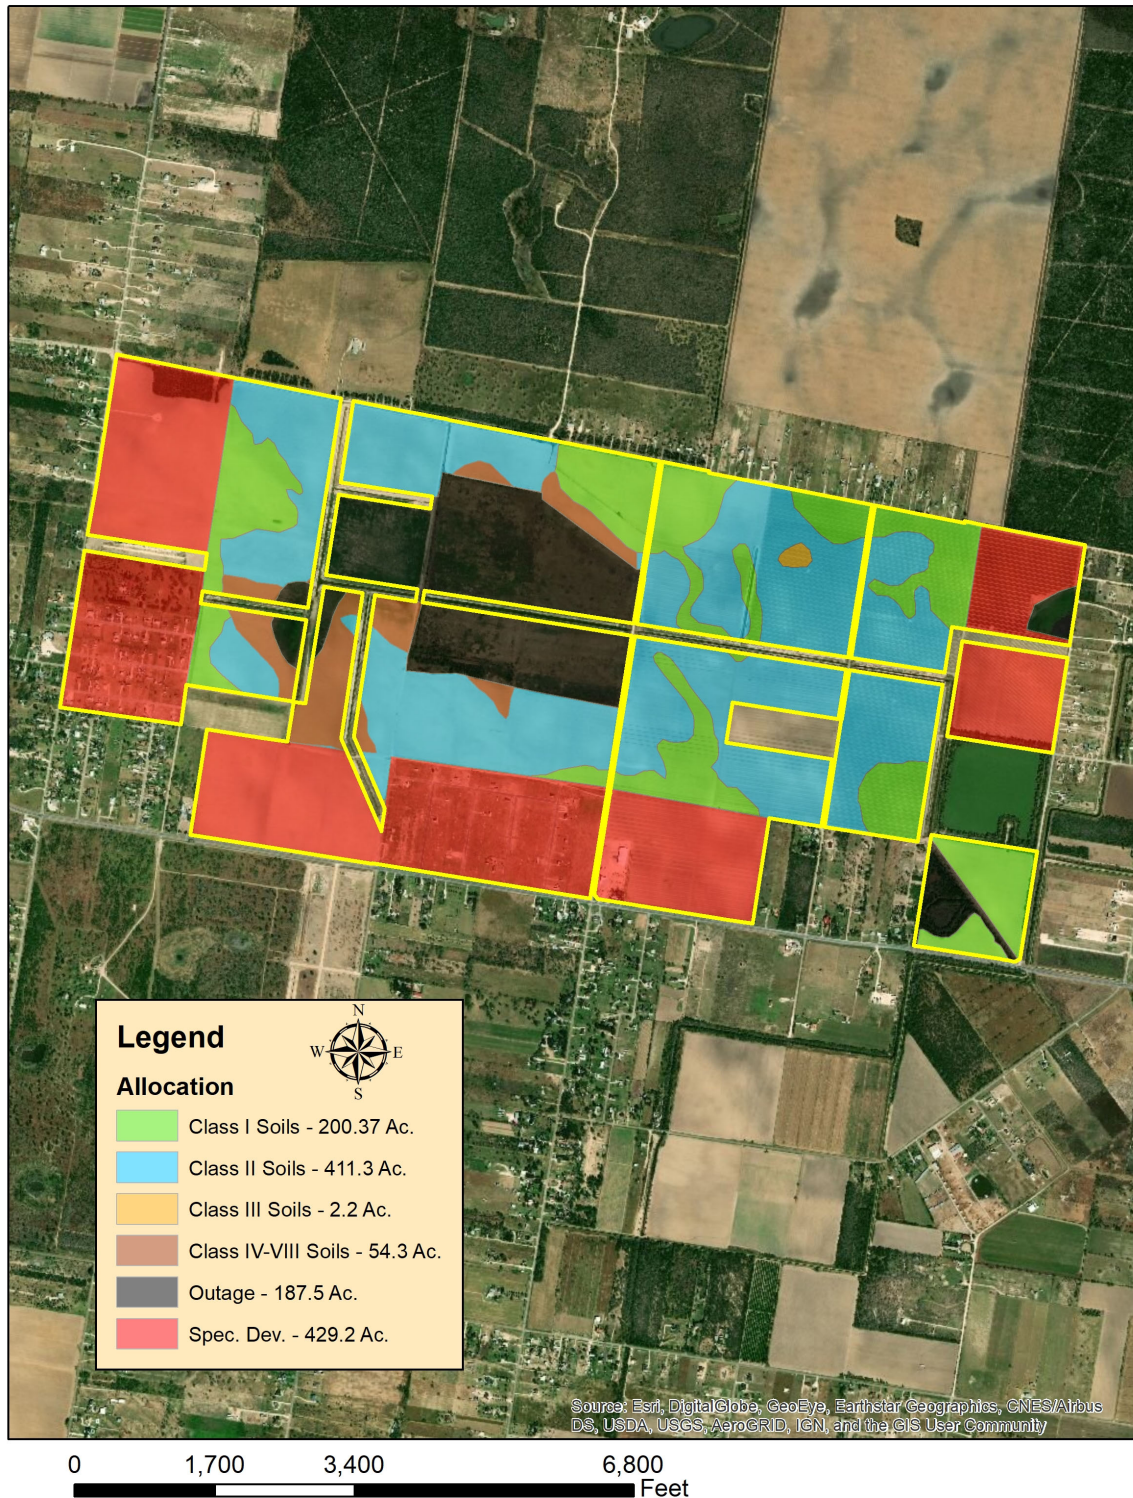 Legend
N
W E
S
Allocation
Class I Soils - 200.37 Ac.
Class II Soils - 411.3 Ac.
Class III Soils - 2.2 Ac.
Class IV-VIII Soils - 54.3 Ac.
Outage - 187.5 Ac.
Spec. Dev. - 429.2 Ac.
Source: Esri, DigitalGlobe, GeoEye, Earthstar Geographics, CNES/Airbus
DS, USDA, USGS, AeroGRID, IGN, and the GIS User Community
0 1,700 3,400 6,800
Feet